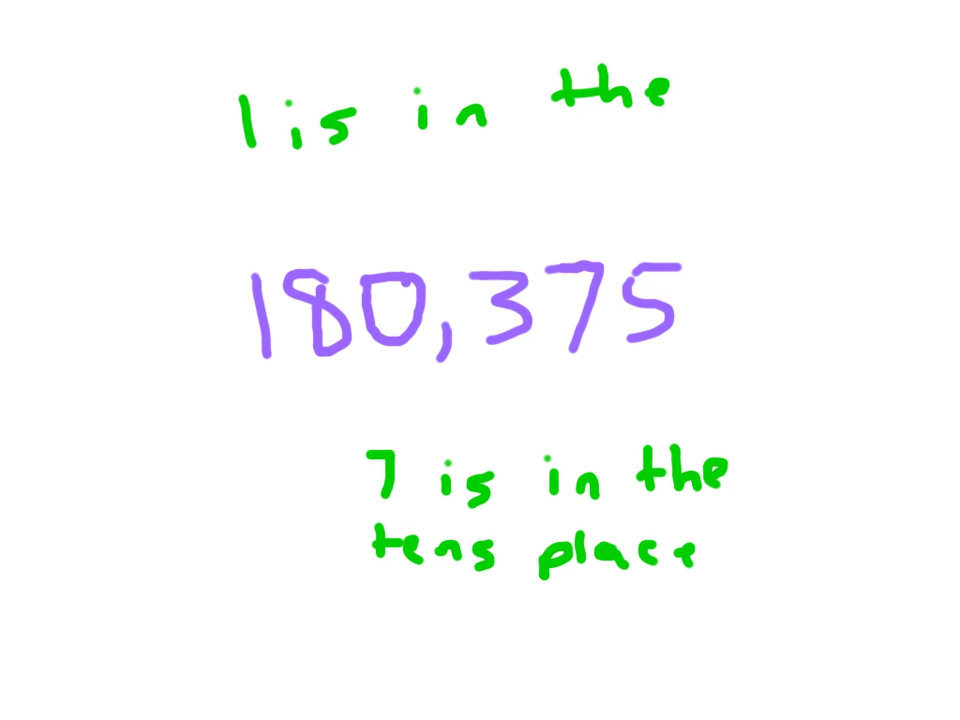 1 is in the
180,375
7 is in the
tens place